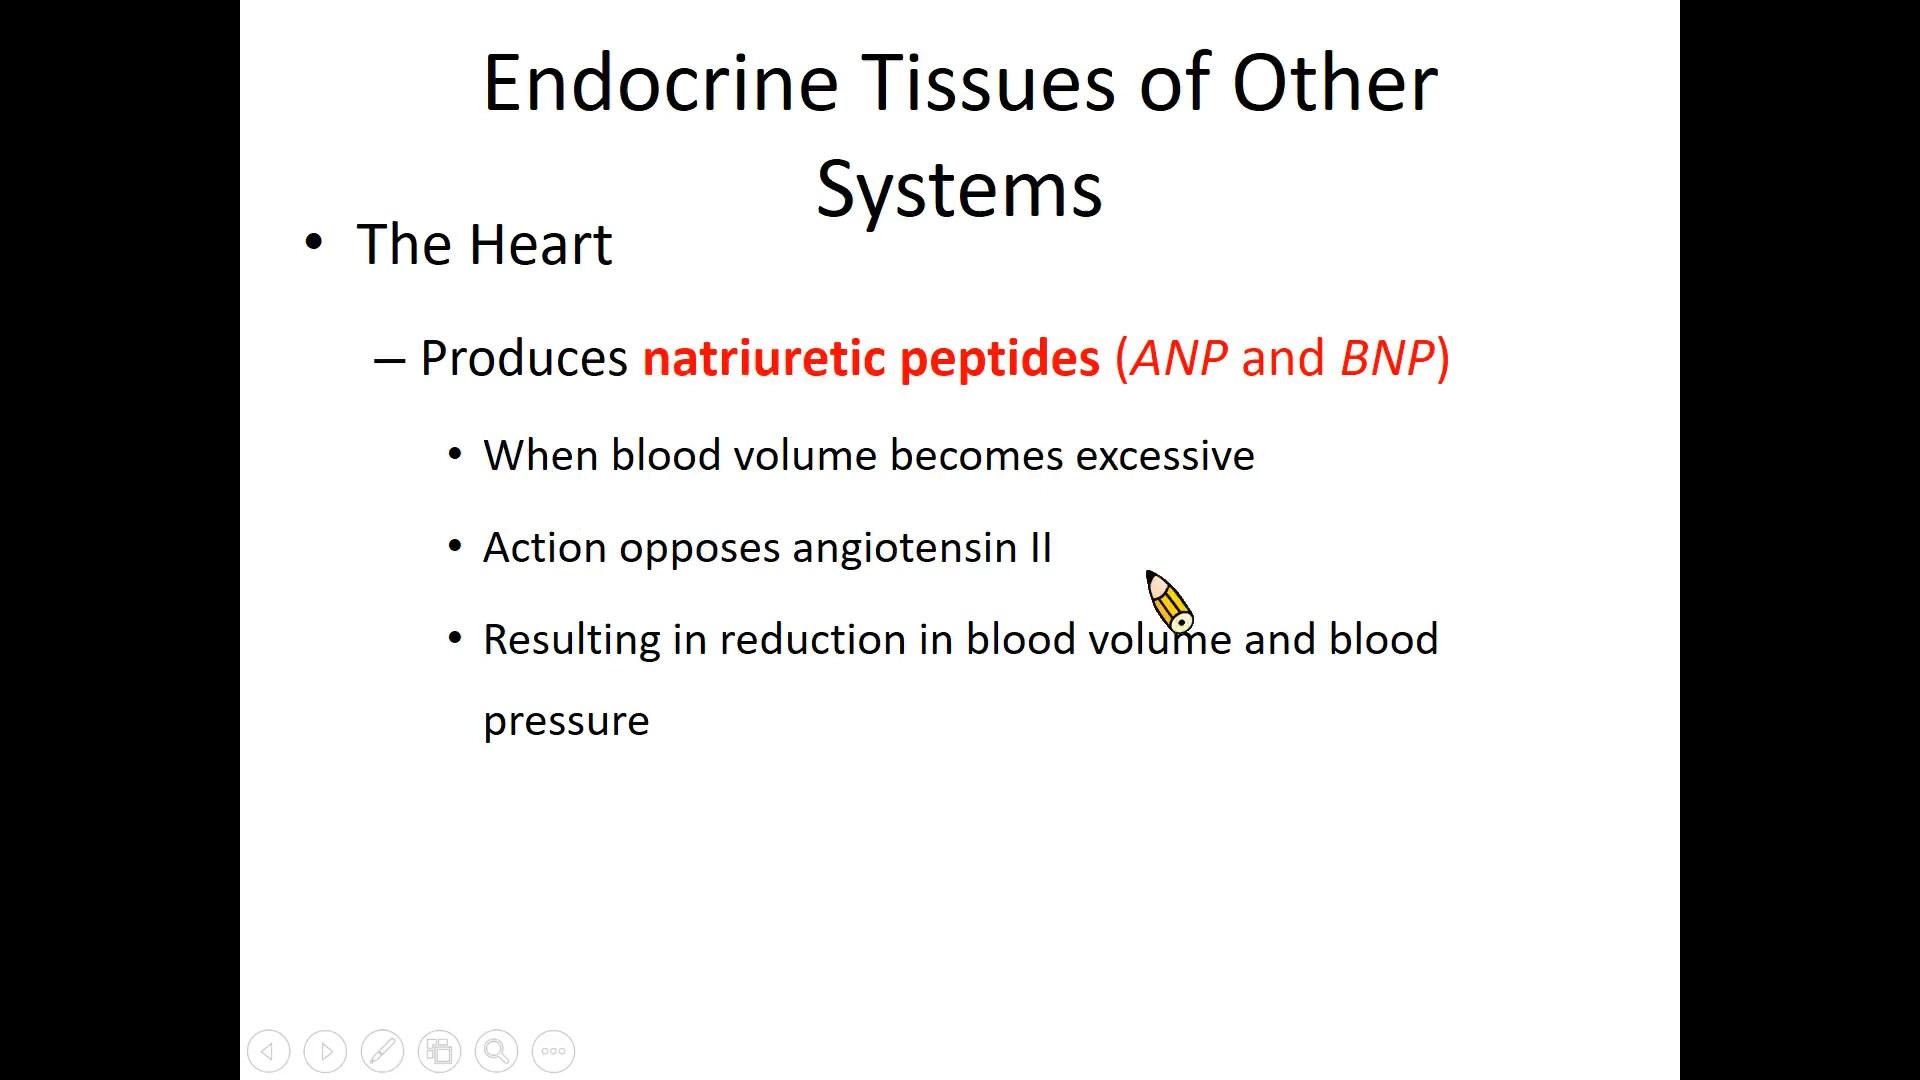 Endocrine Tissues of Other
Systems
• The Heart
– Produces natriuretic peptides (ANP and BNP)
• When blood volume becomes excessive
• Action opposes angiotensin II
• Resulting in reduction in blood volume and blood
pressure